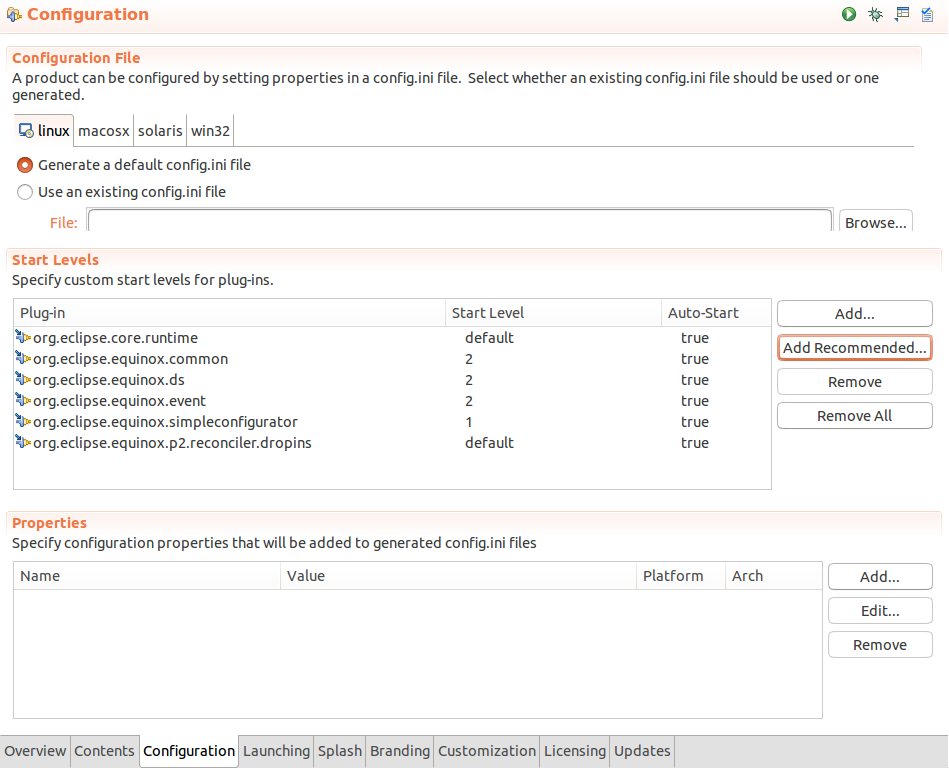 Configuration
Configuration File
A product can be configured by setting properties in a config.ini file.  Select whether an existing config.ini file should be used or one
generated.
linux macosx solaris win32
Generate a default config.ini file
Use an existing config.ini file
File: Browse...
Start Levels
Specify custom start levels for plug-ins.
Plug-in Start Level Auto-Start Add...
org.eclipse.core.runtime default true
Add Recommended...
org.eclipse.equinox.common 2 true
org.eclipse.equinox.ds 2 true
Remove
org.eclipse.equinox.event 2 true
org.eclipse.equinox.simpleconfigurator 1 true
Remove All
org.eclipse.equinox.p2.reconciler.dropins default true
Properties
Specify configuration properties that will be added to generated config.ini files
Name Value Platform Arch Add...
Edit...
Remove
Overview Contents Configuration Launching Splash Branding Customization Licensing Updates